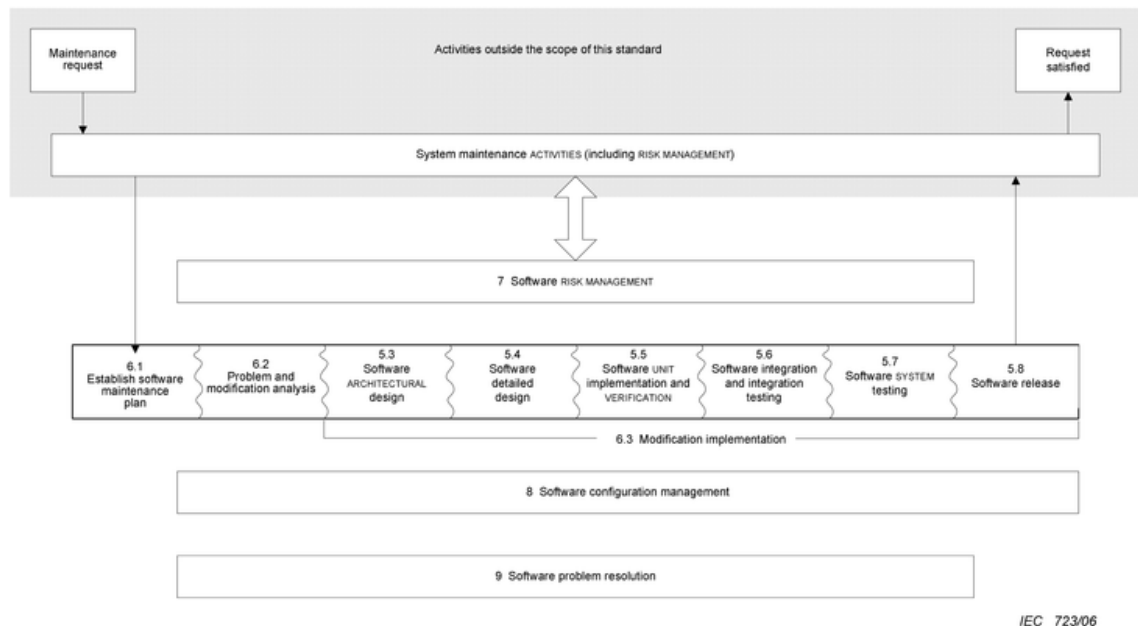 Maintenance
request
Activities outside the scope of this standard
Request
satisfied
System maintenance ACTIVITIES (including RISK MANAGEMENT)
7 Software RISK MANAGEMENT
6.1
Establish software
maintenance
plan
6.2
Problem and
modification analysis
5.3
Software
ARCHITECTURAL
design
5.4
Software
detailed
design
5.5
Software UNIT
implementation and
VERIFICATION
5.6
Software integration
and integration
testing
5.7
Software SYSTEM
testing
5.8
Software release
6.3 Modification implementation
8 Software configuration management
9 Software problem resolution
IEC 723/06